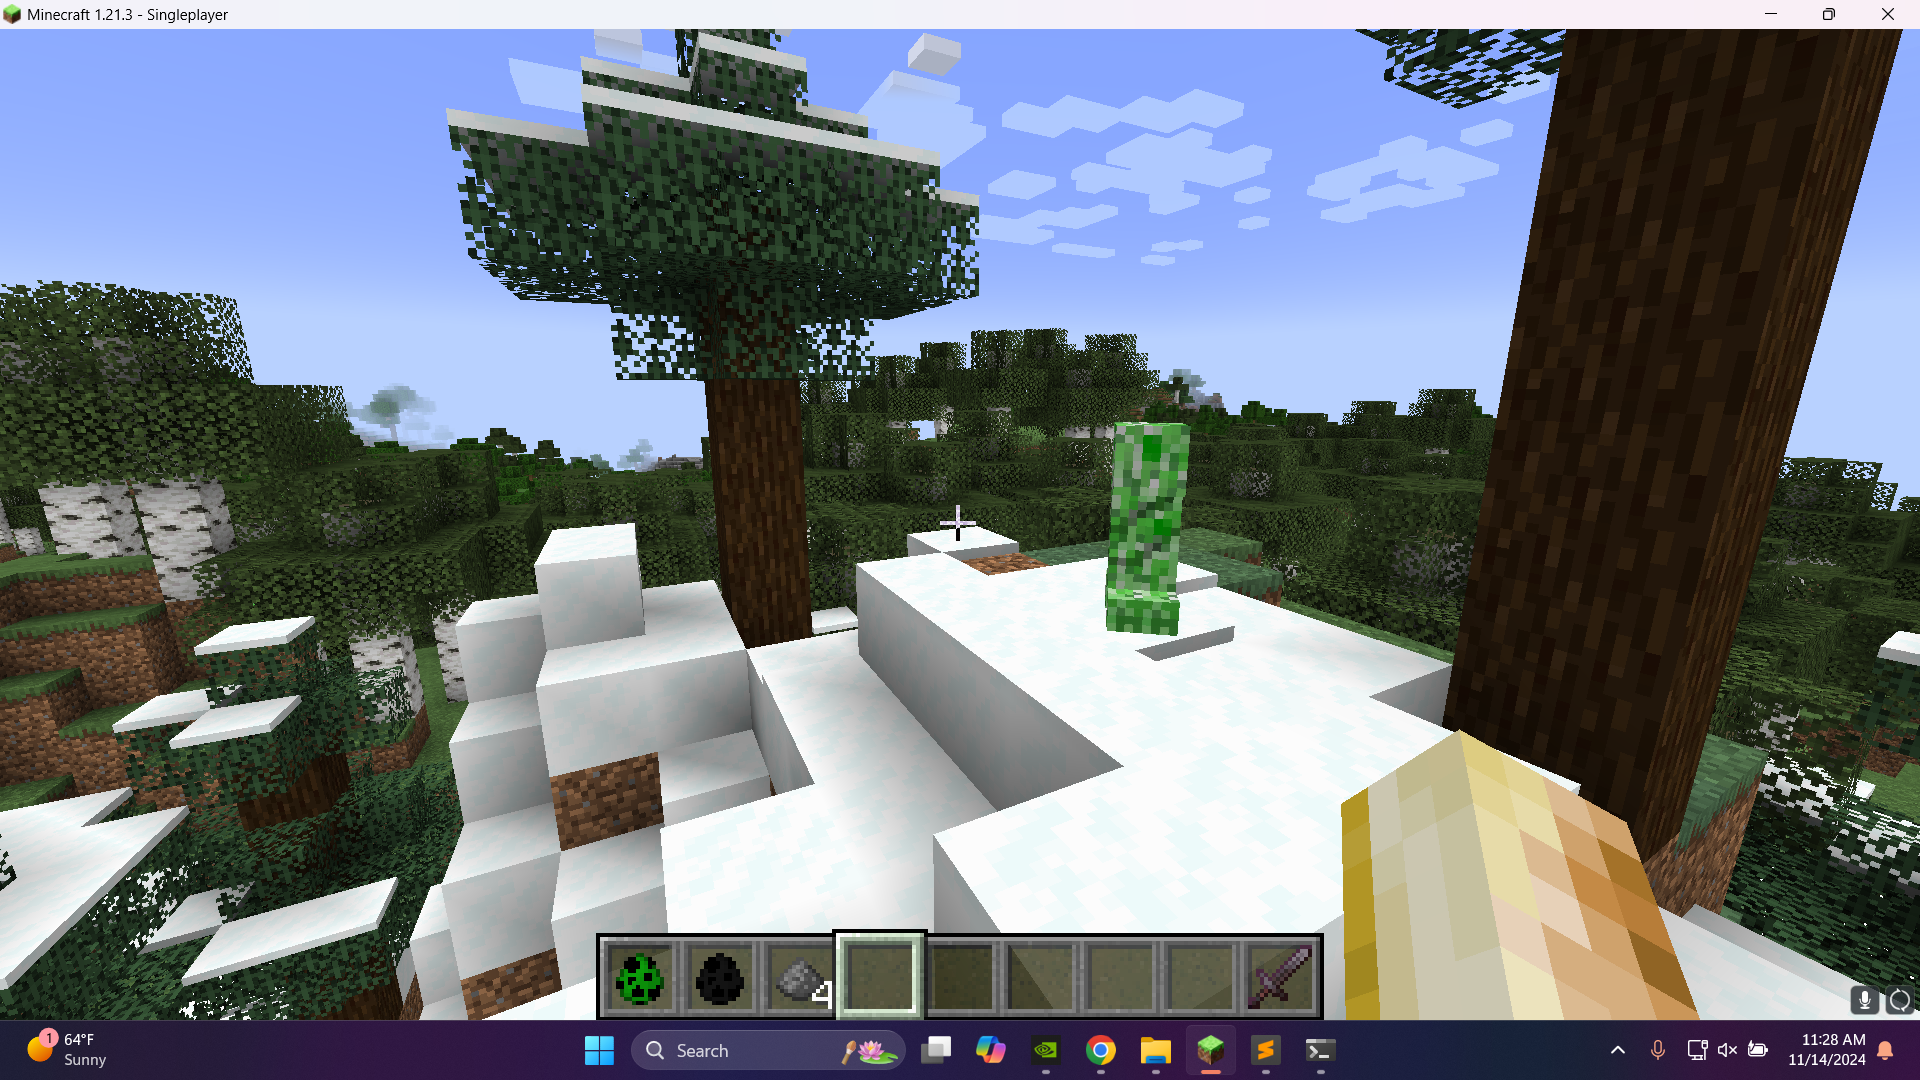 Minecraft 1.21.3 - Singleplayer
4
1
64°F
Sunny
Search
11:28 AM
11/14/2024